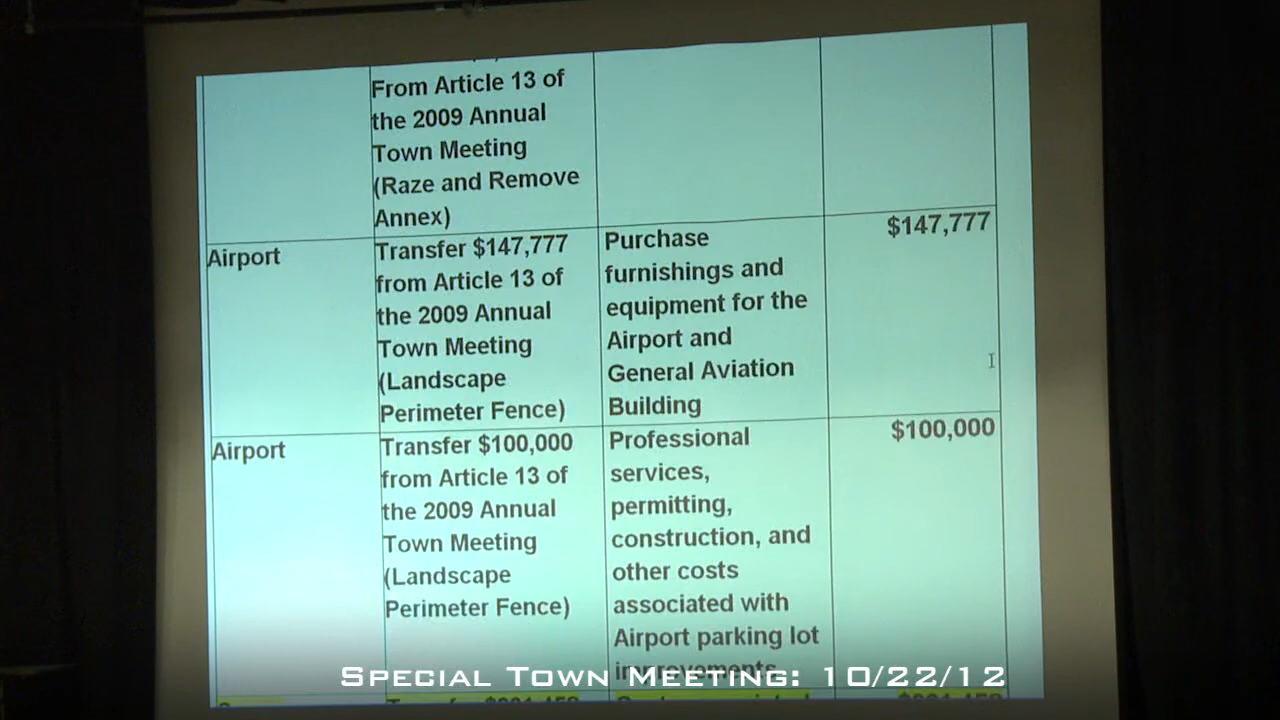 From Article 13 of
the 2009 Annual
Town Meeting
(Raze and Remove
Annex)
Airport
Transfer $147,777
from Article 13 of
the 2009 Annual
Town Meeting
(Landscape
Perimeter Fence)
Purchase
furnishings and
equipment for the
Airport and
General Aviation
Building
$147,777
Airport
Transfer $100,000
from Article 13 of
the 2009 Annual
Town Meeting
(Landscape
Perimeter Fence)
Professional
services,
permitting,
construction, and
other costs
associated with
Airport parking lot
improvements
$100,000
Special Town Meeting: 10/22/12
Transfer